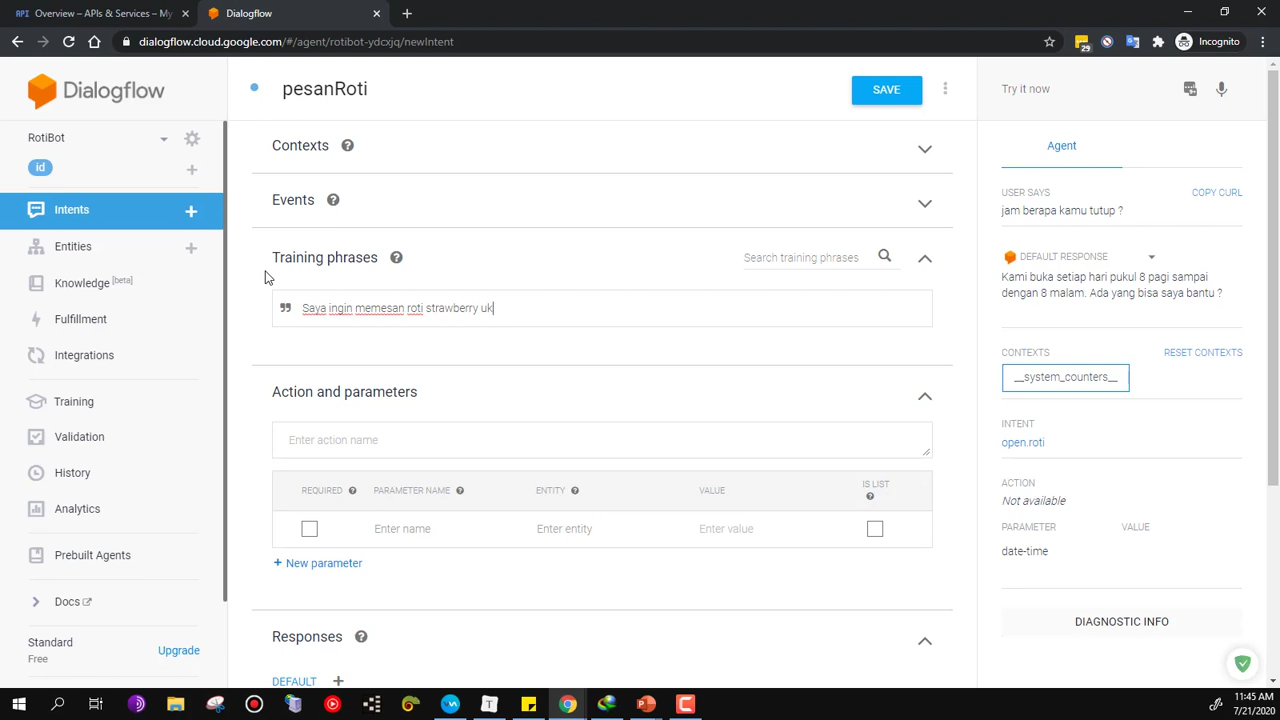 API Overview – APIs & Services – My
Dialogflow
dialogflow.cloud.google.com/#/agent/rotibot-ydcxjq/newIntent
29
Incognito
Dialogflow
RotiBot
id
Intents
Entities
Knowledge [beta]
Fulfillment
Integrations
Training
Validation
History
Analytics
Prebuilt Agents
Docs
Standard
Free
Upgrade
pesanRoti
SAVE
Contexts
Events
Training phrases
Search training phrases
Saya ingin memesan roti strawberry uk
Action and parameters
Enter action name
REQUIRED PARAMETER NAME ENTITY VALUE IS LIST
Enter name Enter entity Enter value
+ New parameter
Responses
DEFAULT +
Try it now
Agent
USER SAYS COPY CURL
jam berapa kamu tutup ?
DEFAULT RESPONSE
Kami buka setiap hari pukul 8 pagi sampai
dengan 8 malam. Ada yang bisa saya bantu ?
CONTEXTS RESET CONTEXTS
__system_counters__
INTENT
open.roti
ACTION
Not available
PARAMETER VALUE
date-time
DIAGNOSTIC INFO
11:45 AM
7/21/2020